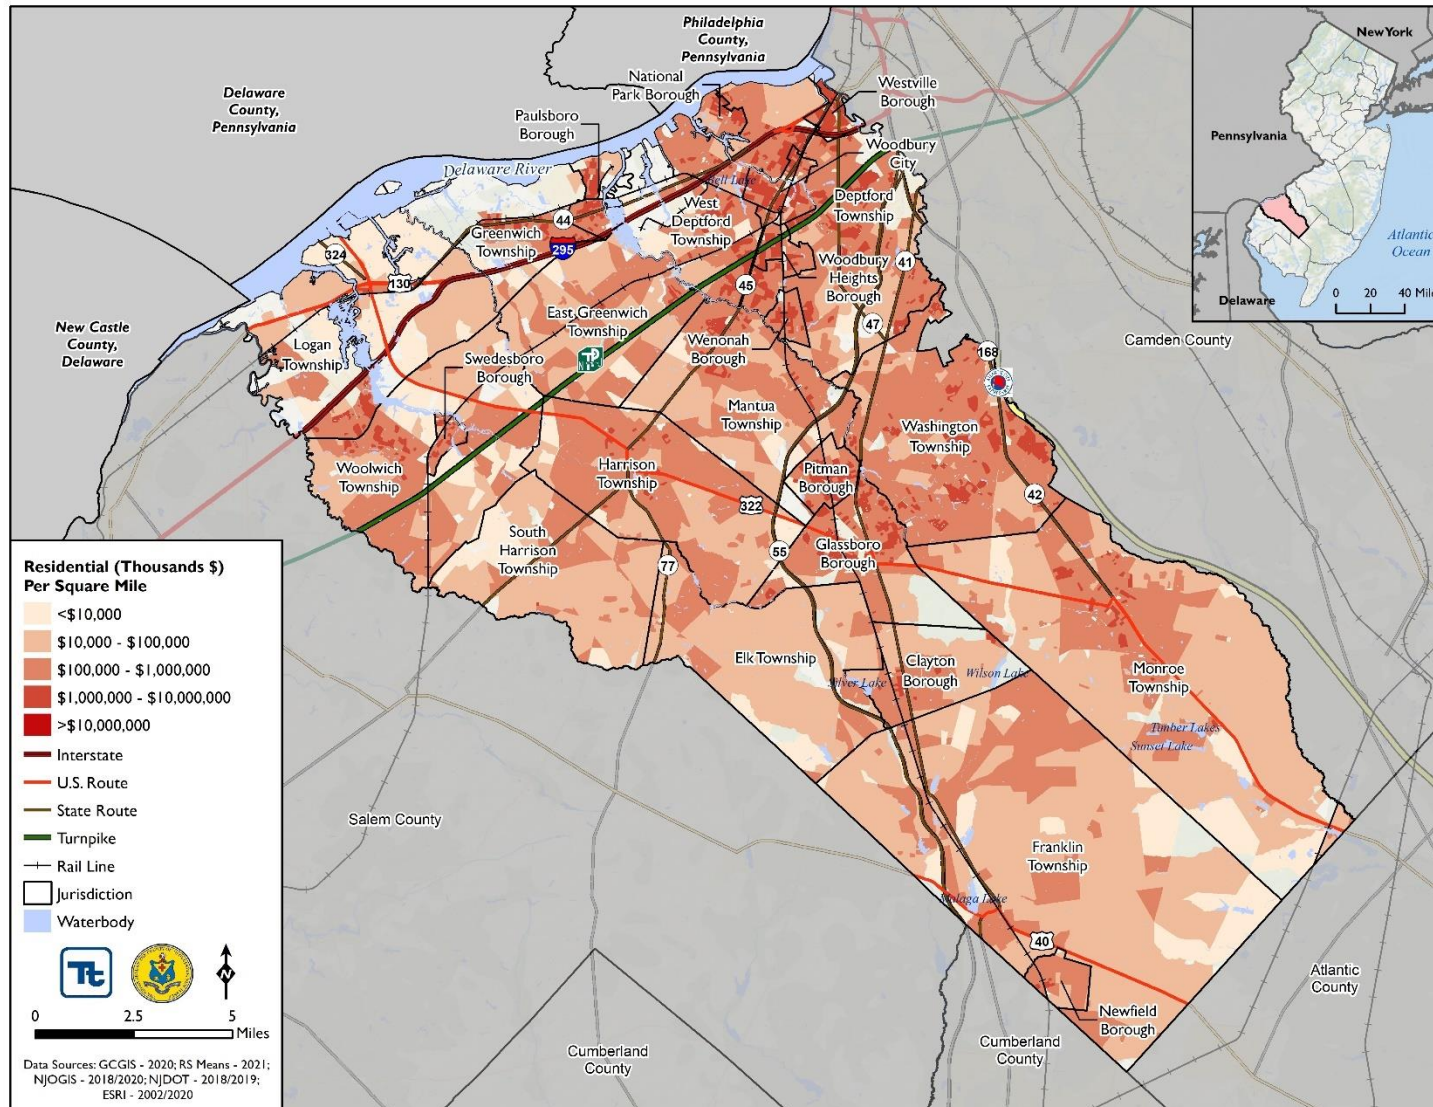 Philadelphia
County,
Pennsylvania
Delaware
County,
Pennsylvania
New Castle
County,
Delaware
National
Park Borough
Westville
Borough
Paulsboro
Borough
Woodbury
City
Delaware River
West
Deptford
Township
Deptford
Township
44
Greenwich
Township
295
324
130
Woodbury
Heights
Borough
41
45
47
East Greenwich
Township
Wenonah
Borough
Logan
Township
Swedesboro
Borough
168
Camden County
Mantua
Township
Washington
Township
Woolwich
Township
Harrison
Township
Pitman
Borough
322
42
South
Harrison
Township
55
Glassboro
Borough
77
Elk Township
Clayton
Borough
Silver Lake
Wilson Lake
Monroe
Township
Timber Lakes
Sunset Lake
Salem County
Franklin
Township
Malaga Lake
40
Newfield
Borough
Atlantic
County
Cumberland
County
Cumberland
County
New York
Pennsylvania
Atlantic
Ocean
Delaware
0 20 40 Mile
Residential (Thousands $)
Per Square Mile
<$10,000
$10,000 - $100,000
$100,000 - $1,000,000
$1,000,000 - $10,000,000
>$10,000,000
Interstate
U.S. Route
State Route
Turnpike
Rail Line
Jurisdiction
Waterbody
Tt
N
0 2.5 5
Miles
Data Sources: GCGIS - 2020; RS Means - 2021;
NJOGIS - 2018/2020; NJDOT - 2018/2019;
ESRI - 2002/2020